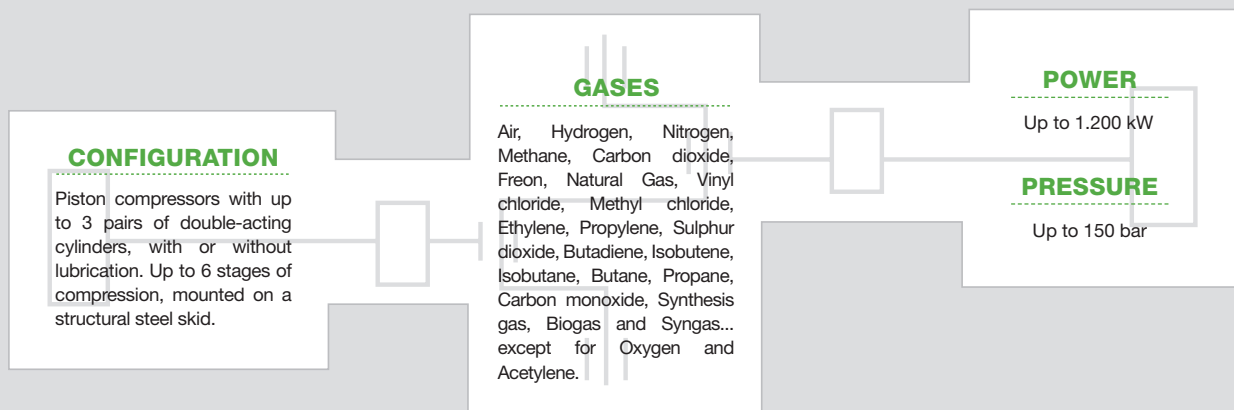 CONFIGURATION
Piston compressors with up
to 3 pairs of double-acting
cylinders, with or without
lubrication. Up to 6 stages of
compression, mounted on a
structural steel skid.
GASES
Air, Hydrogen, Nitrogen,
Methane, Carbon dioxide,
Freon, Natural Gas, Vinyl
chloride, Methyl chloride,
Ethylene, Propylene, Sulphur
dioxide, Butadiene, Isobutene,
Isobutane, Butane, Propane,
Carbon monoxide, Synthesis
gas, Biogas and Syngas...
except for Oxygen and
Acetylene.
POWER
Up to 1.200 kW
PRESSURE
Up to 150 bar